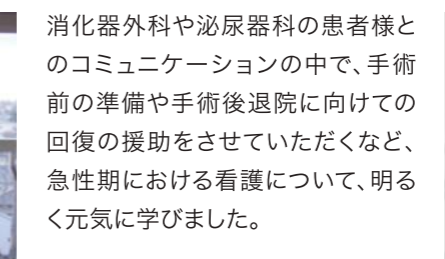 消化器外科や泌尿器科の患者様と
のコミュニケーションの中で、手術
前の準備や手術後退院に向けての
回復の援助をさせていただくなど、
急性期における看護について、明る
く元気に学びました。